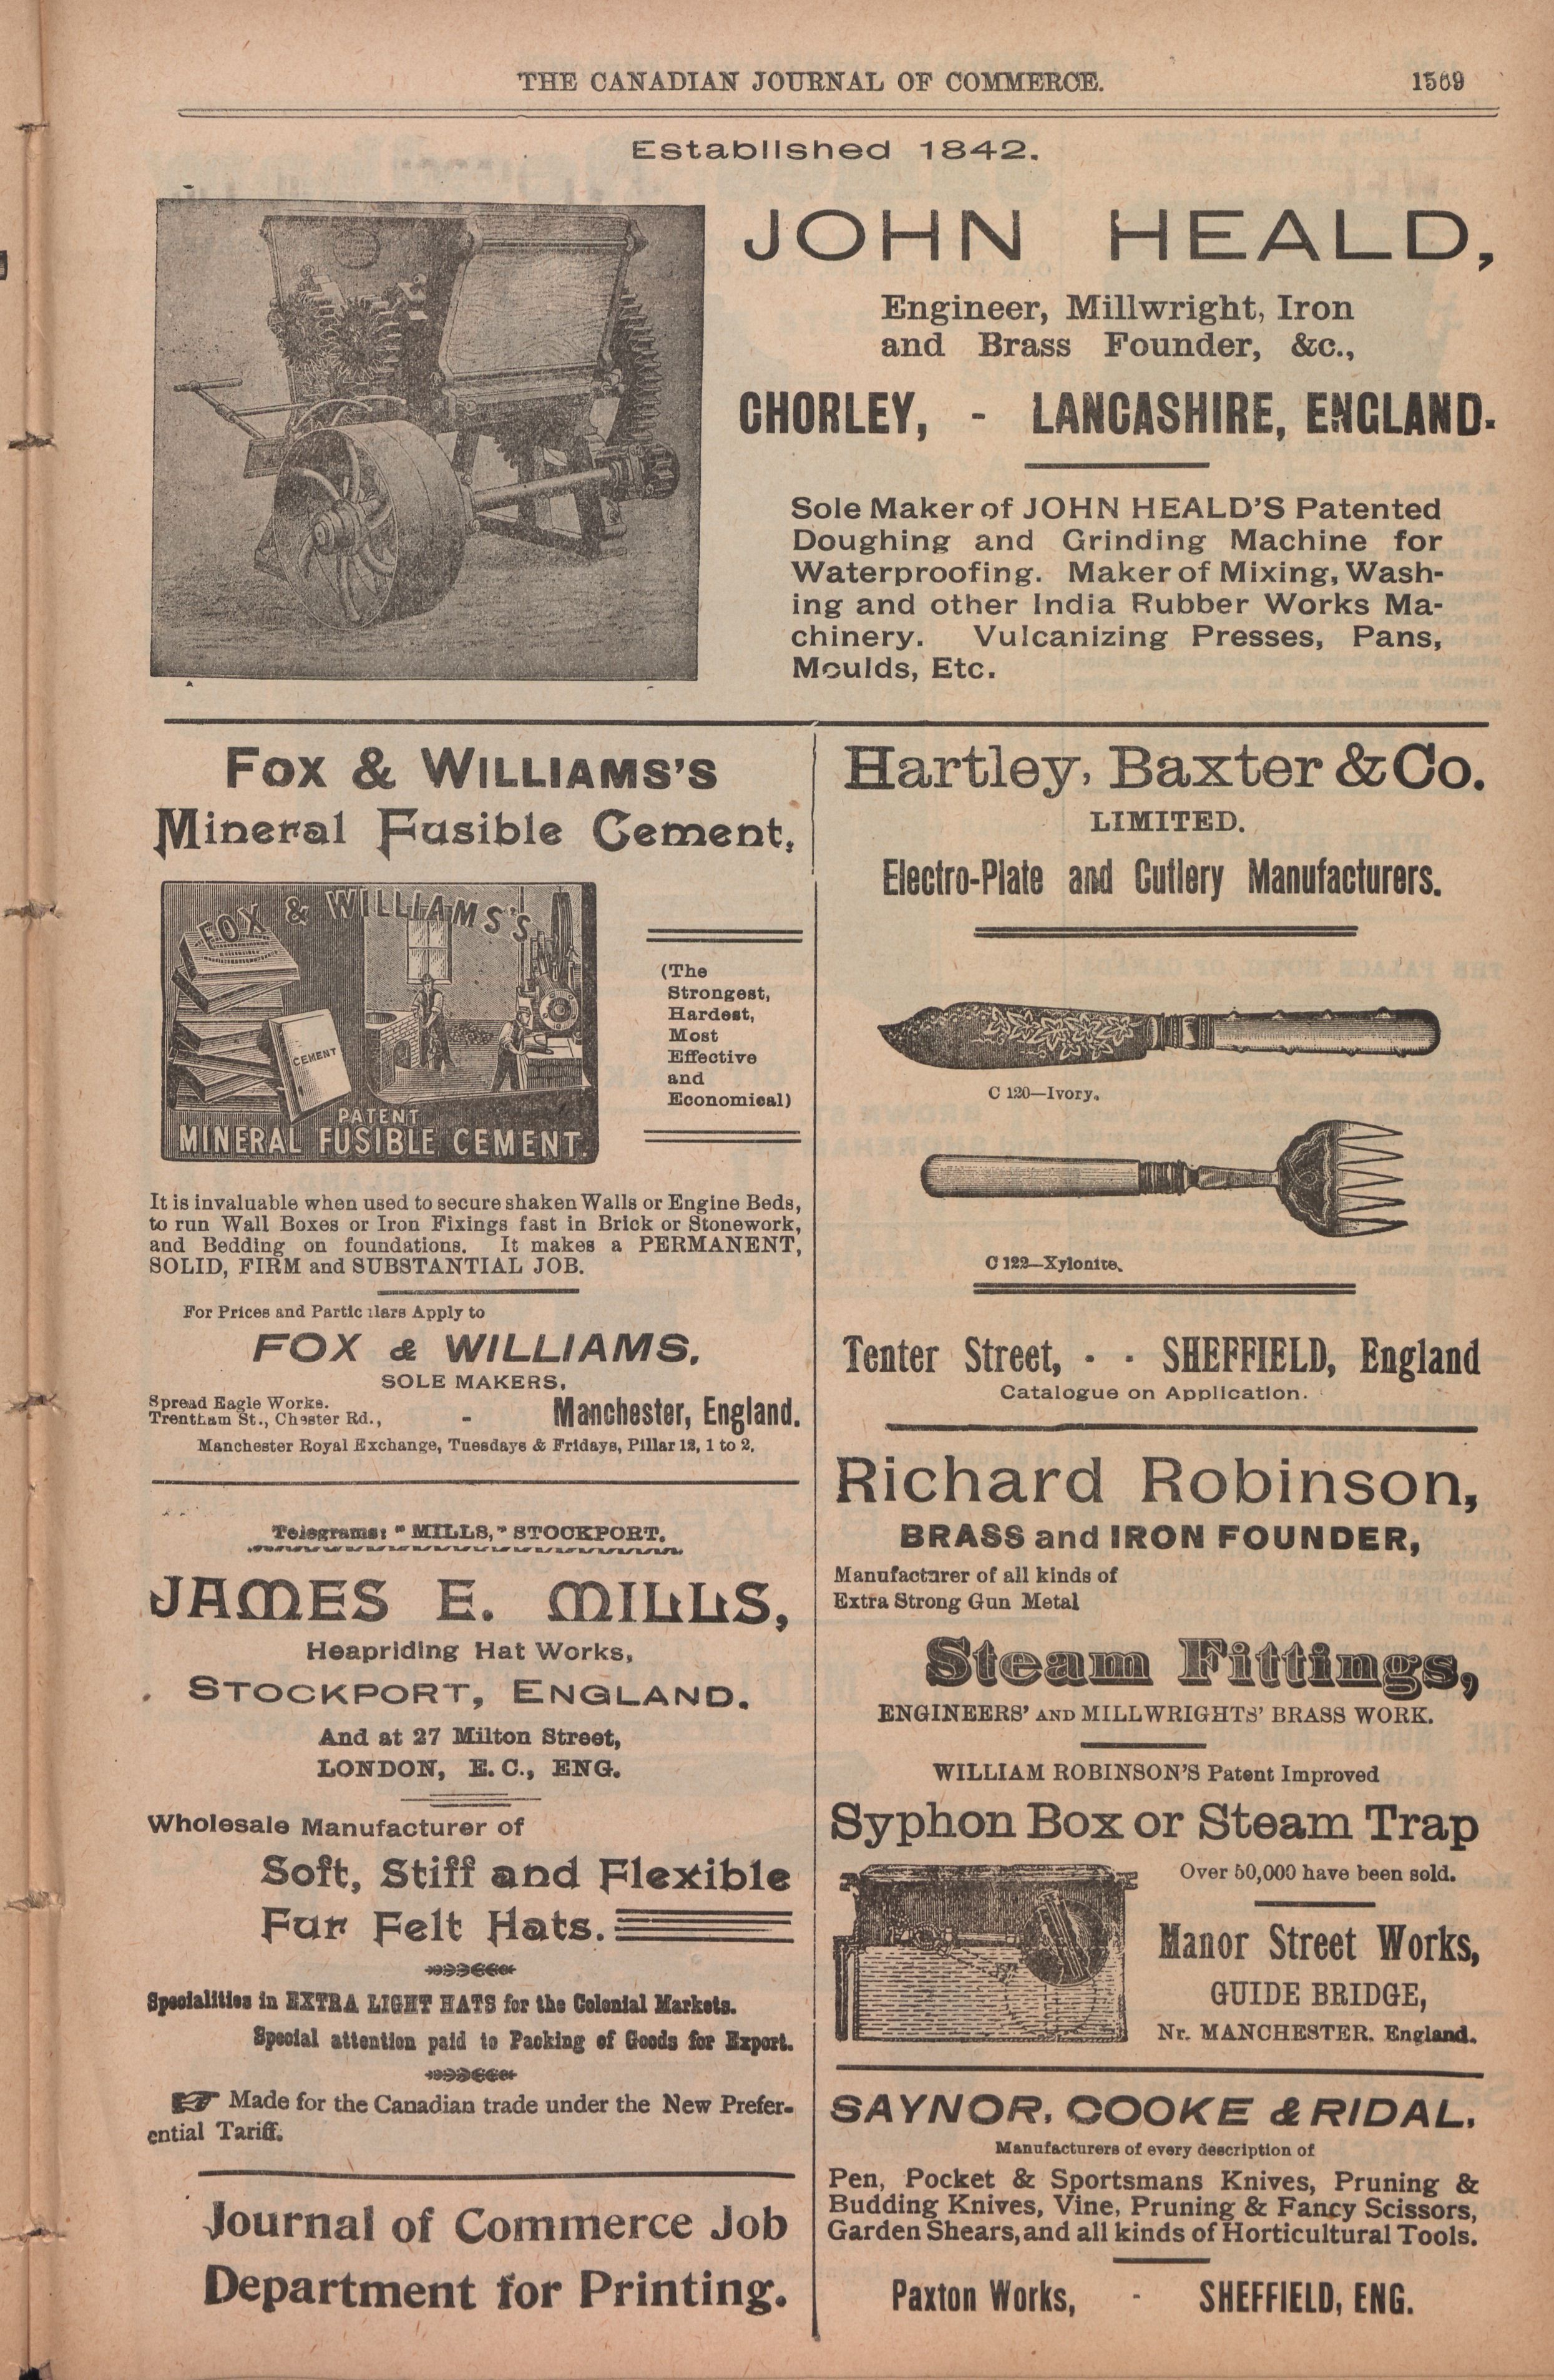 THE CANADIAN JOURNAL OF COMMERCE. 1569
Established 1842.
JOHN HEALD,
Engineer, Millwright, Iron
and Brass Founder, &c.,
CHORLEY, - LANCASHIRE, ENGLAND.
Sole Maker of JOHN HEALD'S Patented
Doughing and Grinding Machine for
Waterproofing. Maker of Mixing, Wash-
ing and other India Rubber Works Ma-
chinery. Vulcanizing Presses, Pans,
Moulds, Etc.
FOX & WILLIAMS'S
Mineral Fusible Cement,
FOX & WILLIAMS'S
CEMENT
PATENT
MINERAL FUSIBLE CEMENT.
(The
Strongest,
Hardest,
Most
Effective
and
Economical)
It is invaluable when used to secure shaken Walls or Engine Beds,
to run Wall Boxes or Iron Fixings fast in Brick or Stonework,
and Bedding on foundations. It makes a PERMANENT,
SOLID, FIRM and SUBSTANTIAL JOB.
For Prices and Particulars Apply to
FOX & WILLIAMS,
SOLE MAKERS,
Spread Eagle Works.
Trentham St., Chester Rd., - Manchester, England.
Manchester Royal Exchange, Tuesdays & Fridays, Pillar 12, 1 to 2.
Telegrams: "MILLS," STOCKPORT.
JAMES E. MILLS,
Heapriding Hat Works,
STOCKPORT, ENGLAND.
And at 27 Milton Street,
LONDON, E. C., ENG.
Wholesale Manufacturer of
Soft, Stiff and Flexible
Fur Felt Hats.
Specialities in EXTRA LIGHT HATS for the Colonial Markets.
Special attention paid to Packing of Goods for Export.
☞ Made for the Canadian trade under the New Prefer-
ential Tariff.
Journal of Commerce Job
Department for Printing.
Hartley, Baxter & Co.
LIMITED.
Electro-Plate and Cutlery Manufacturers.
C 120—Ivory.
C 122—Xylonite.
Tenter Street, - - SHEFFIELD, England
Catalogue on Application.
Richard Robinson,
BRASS and IRON FOUNDER,
Manufacturer of all kinds of
Extra Strong Gun Metal
Steam Fittings,
ENGINEERS' AND MILLWRIGHTS' BRASS WORK.
WILLIAM ROBINSON'S Patent Improved
Syphon Box or Steam Trap
Over 50,000 have been sold.
Manor Street Works,
GUIDE BRIDGE,
Nr. MANCHESTER. England.
SAYNOR, COOKE & RIDAL,
Manufacturers of every description of
Pen, Pocket & Sportsmans Knives, Pruning &
Budding Knives, Vine, Pruning & Fancy Scissors,
Garden Shears, and all kinds of Horticultural Tools.
Paxton Works, - SHEFFIELD, ENG.